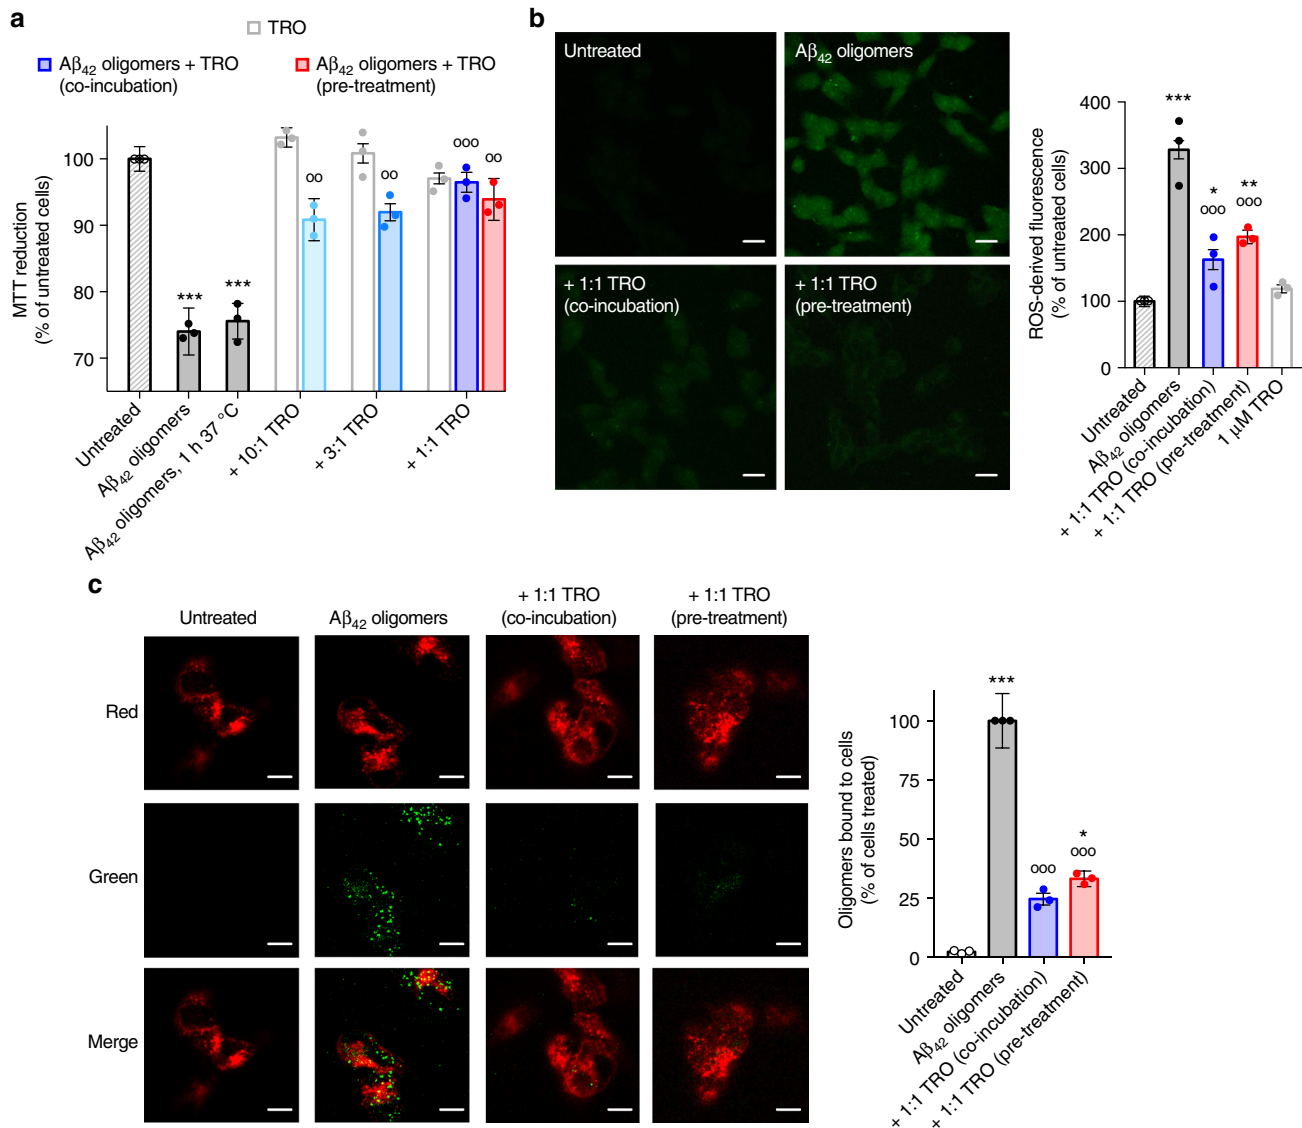 a
TRO
Aβ42 oligomers + TRO
(co-incubation)
Aβ42 oligomers + TRO
(pre-treatment)
MTT reduction
(% of untreated cells)
100
90
80
70
***
***
oo
oo
ooo
oo
Untreated
Aβ42 oligomers
Aβ42 oligomers, 1 h 37 °C
+ 10:1 TRO
+ 3:1 TRO
+ 1:1 TRO
b
Untreated
Aβ42 oligomers
+ 1:1 TRO
(co-incubation)
+ 1:1 TRO
(pre-treatment)
ROS-derived fluorescence
(% of untreated cells)
400
300
200
100
0
***
*
ooo
**
ooo
Untreated
Aβ42 oligomers
+ 1:1 TRO (co-incubation)
+ 1:1 TRO (pre-treatment)
1 μM TRO
c
Untreated
Aβ42 oligomers
+ 1:1 TRO
(co-incubation)
+ 1:1 TRO
(pre-treatment)
Red
Green
Merge
Oligomers bound to cells
(% of cells treated)
100
75
50
25
0
***
ooo
*
ooo
Untreated
Aβ42 oligomers
+ 1:1 TRO (co-incubation)
+ 1:1 TRO (pre-treatment)